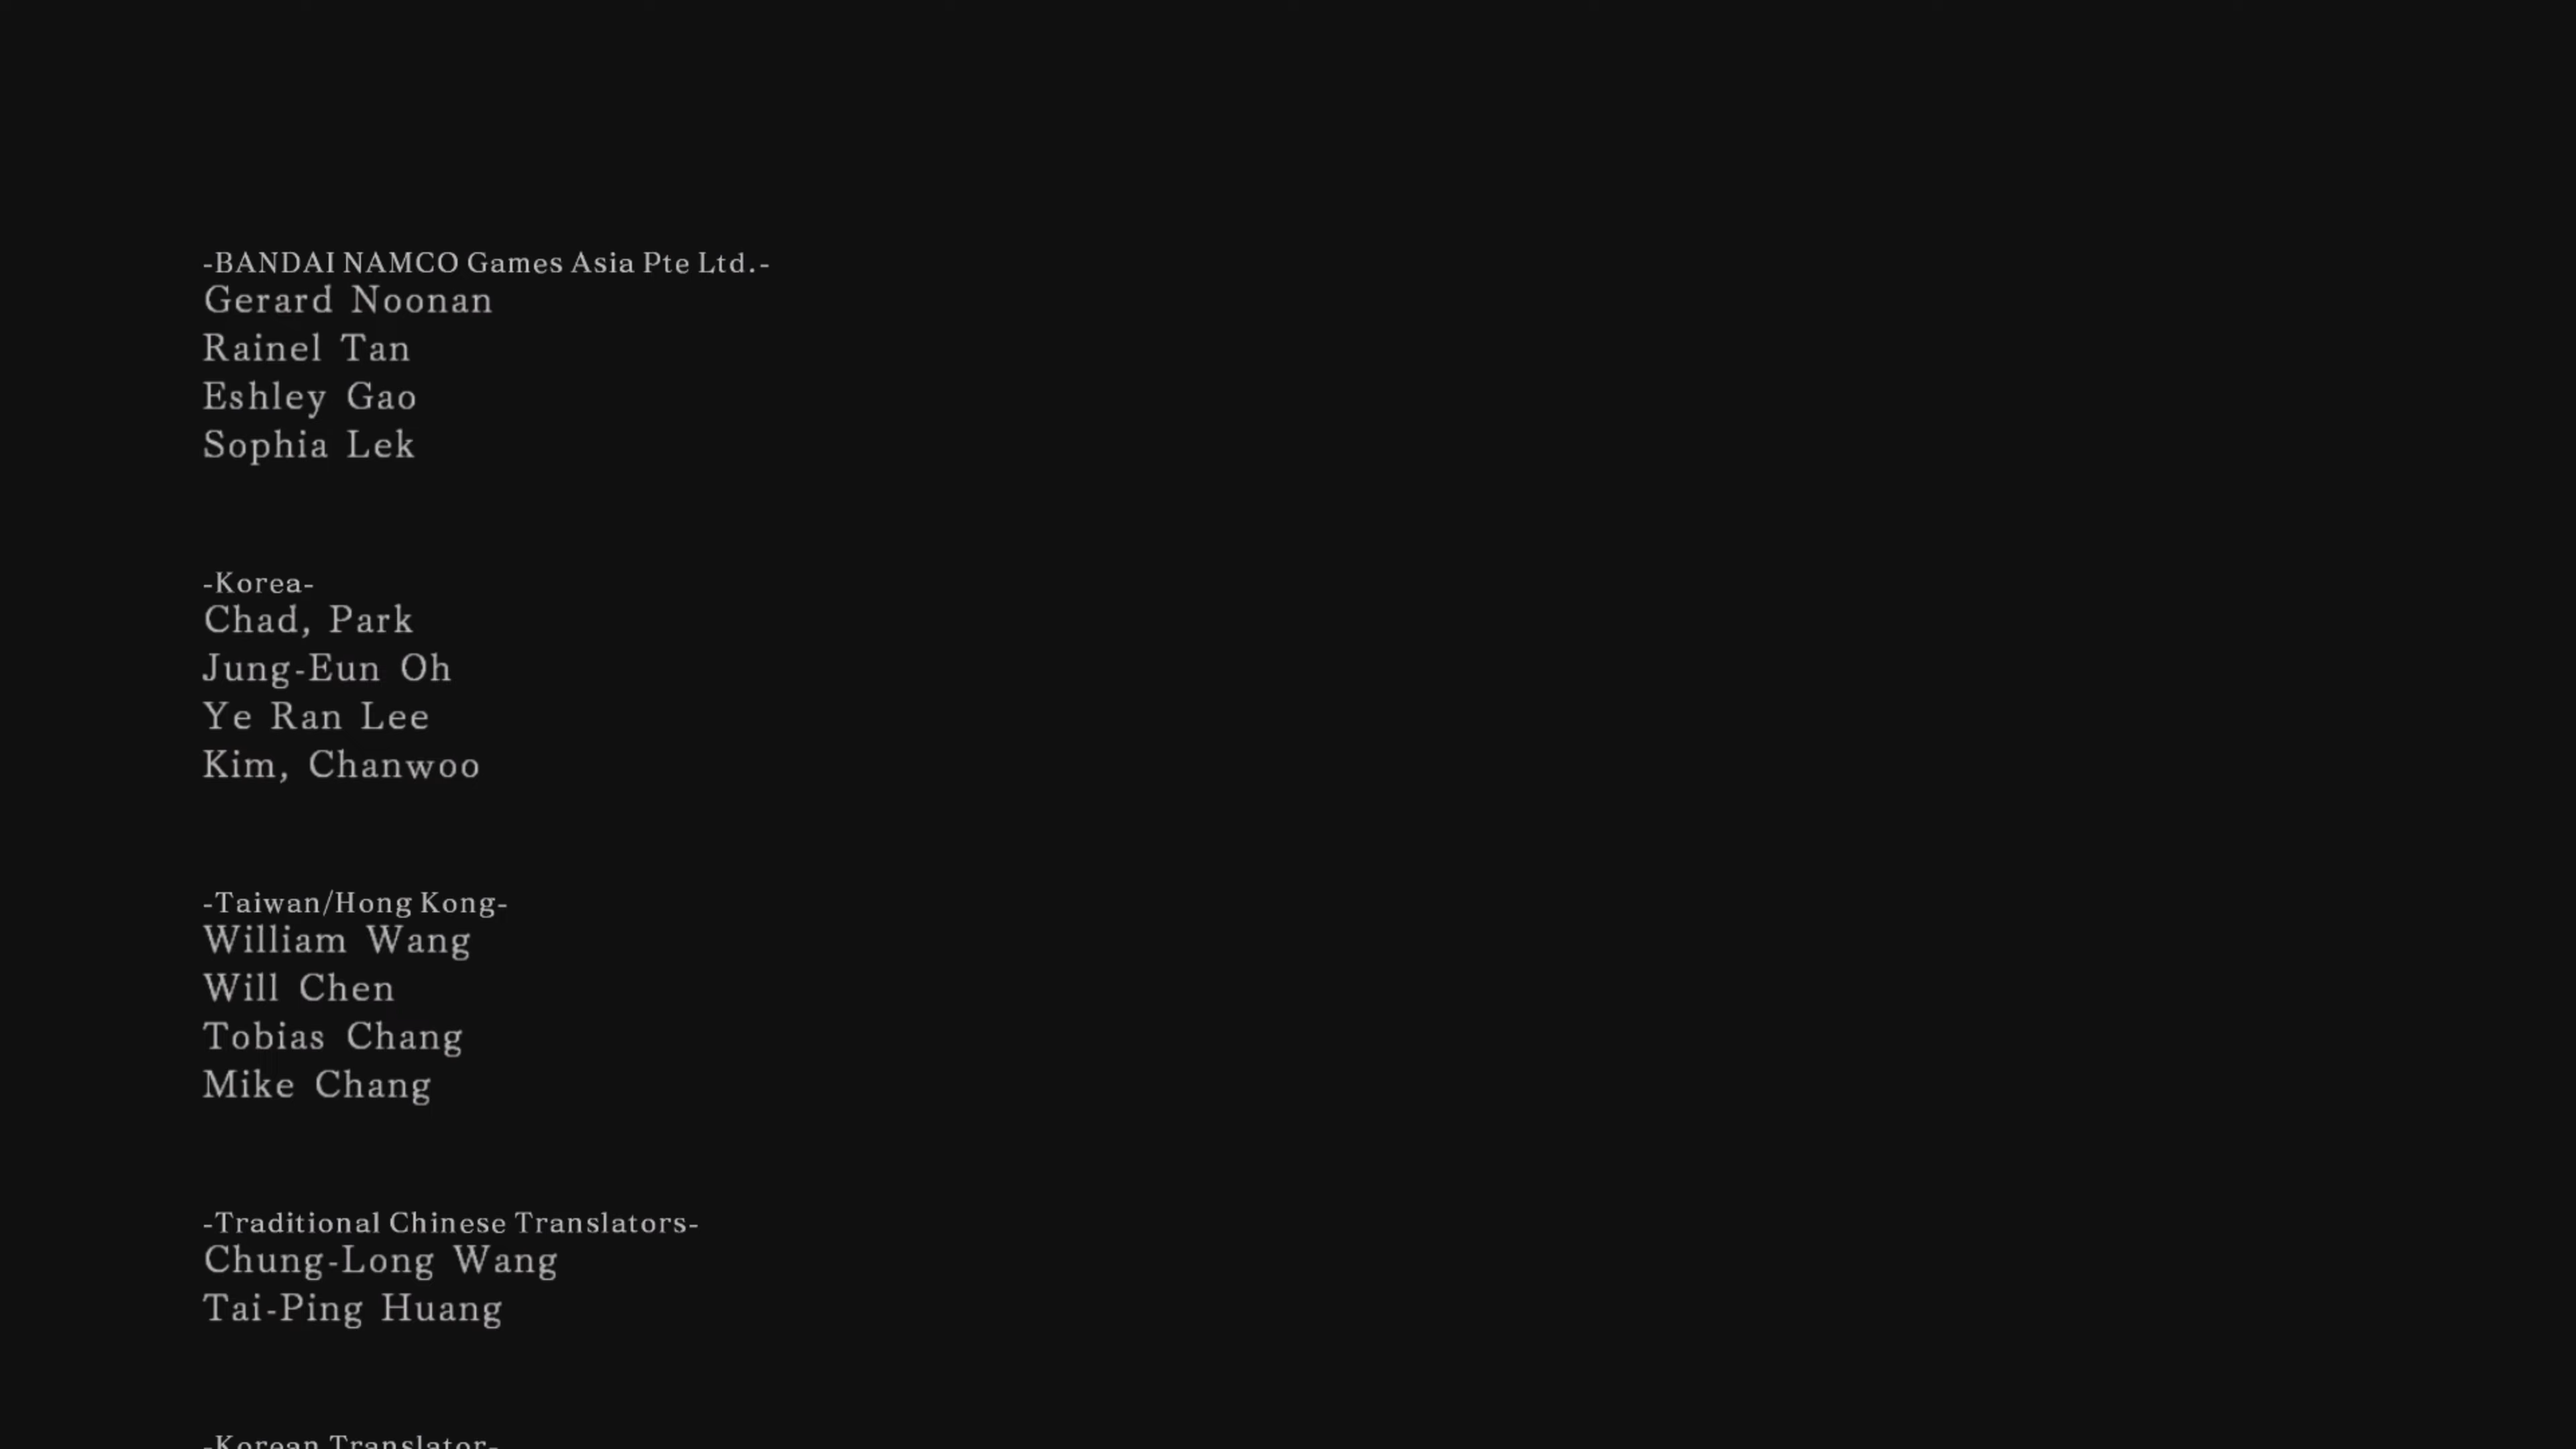 -BANDAI NAMCO Games Asia Pte Ltd.-
Gerard Noonan
Rainel Tan
Eshley Gao
Sophia Lek
-Korea-
Chad, Park
Jung-Eun Oh
Ye Ran Lee
Kim, Chanwoo
-Taiwan/Hong Kong-
William Wang
Will Chen
Tobias Chang
Mike Chang
-Traditional Chinese Translators-
Chung-Long Wang
Tai-Ping Huang
-Korean Translator-